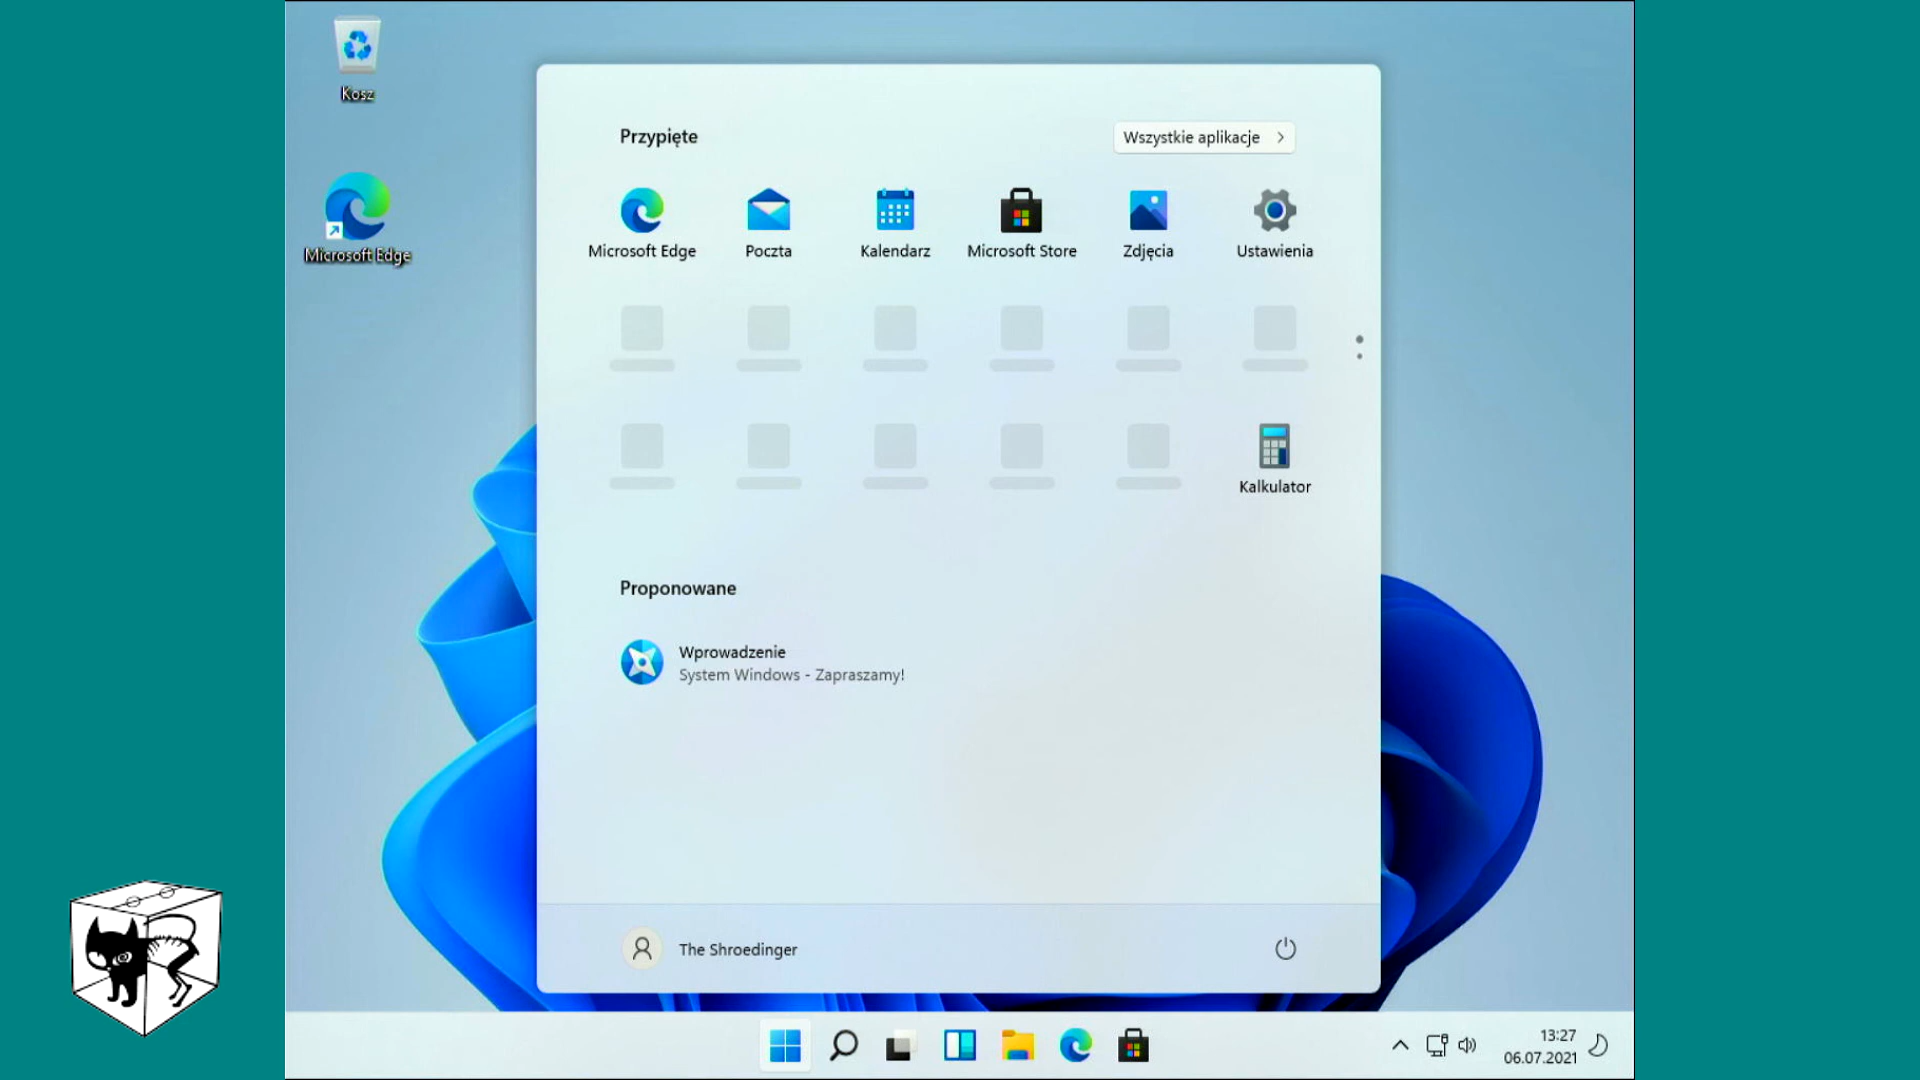 Kosz
Microsoft Edge
Przypięte
Wszystkie aplikacje
Microsoft Edge
Poczta
Kalendarz
Microsoft Store
Zdjęcia
Ustawienia
Kalkulator
Proponowane
Wprowadzenie
System Windows - Zapraszamy!
The Shroedinger
13:27
06.07.2021